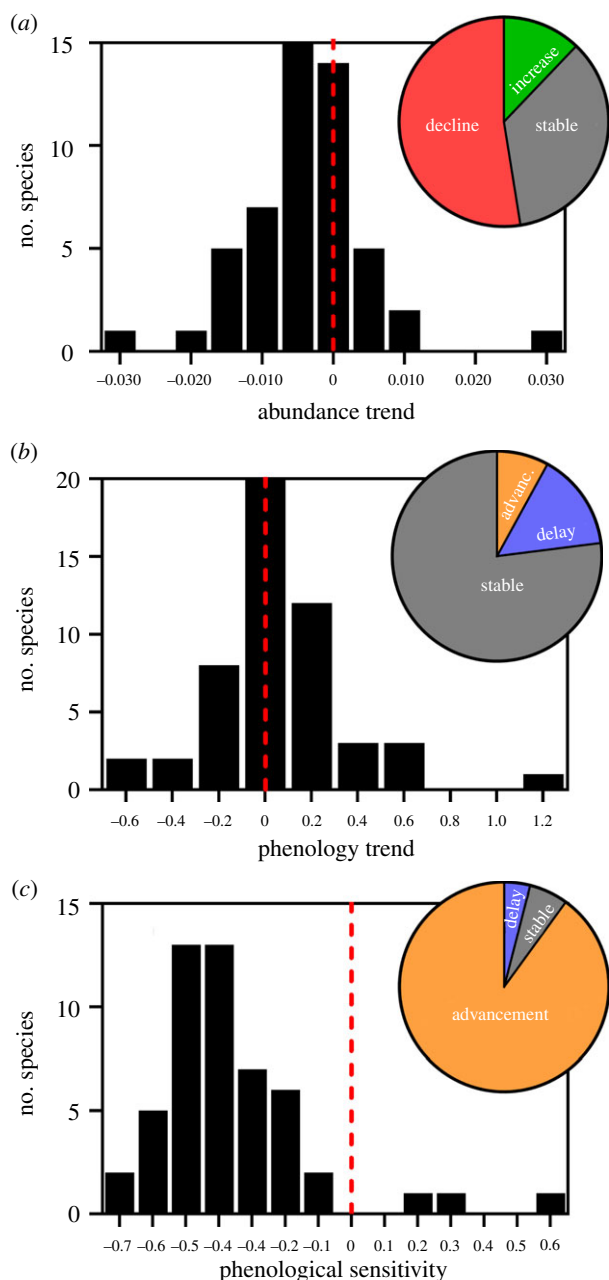 (a)
15
10
5
0
no. species
decline
increase
stable
−0.030 −0.020 −0.010 0 0.010 0.020 0.030
abundance trend
(b)
20
15
10
5
0
no. species
advanc.
delay
stable
−0.6 −0.4 −0.2 0 0.2 0.4 0.6 0.8 1.0 1.2
phenology trend
(c)
15
10
5
0
no. species
delay
stable
advancement
−0.7 −0.6 −0.5 −0.4 −0.4 −0.2 −0.1 0 0.2 0.3 0.4 0.5 0.6
phenological sensitivity